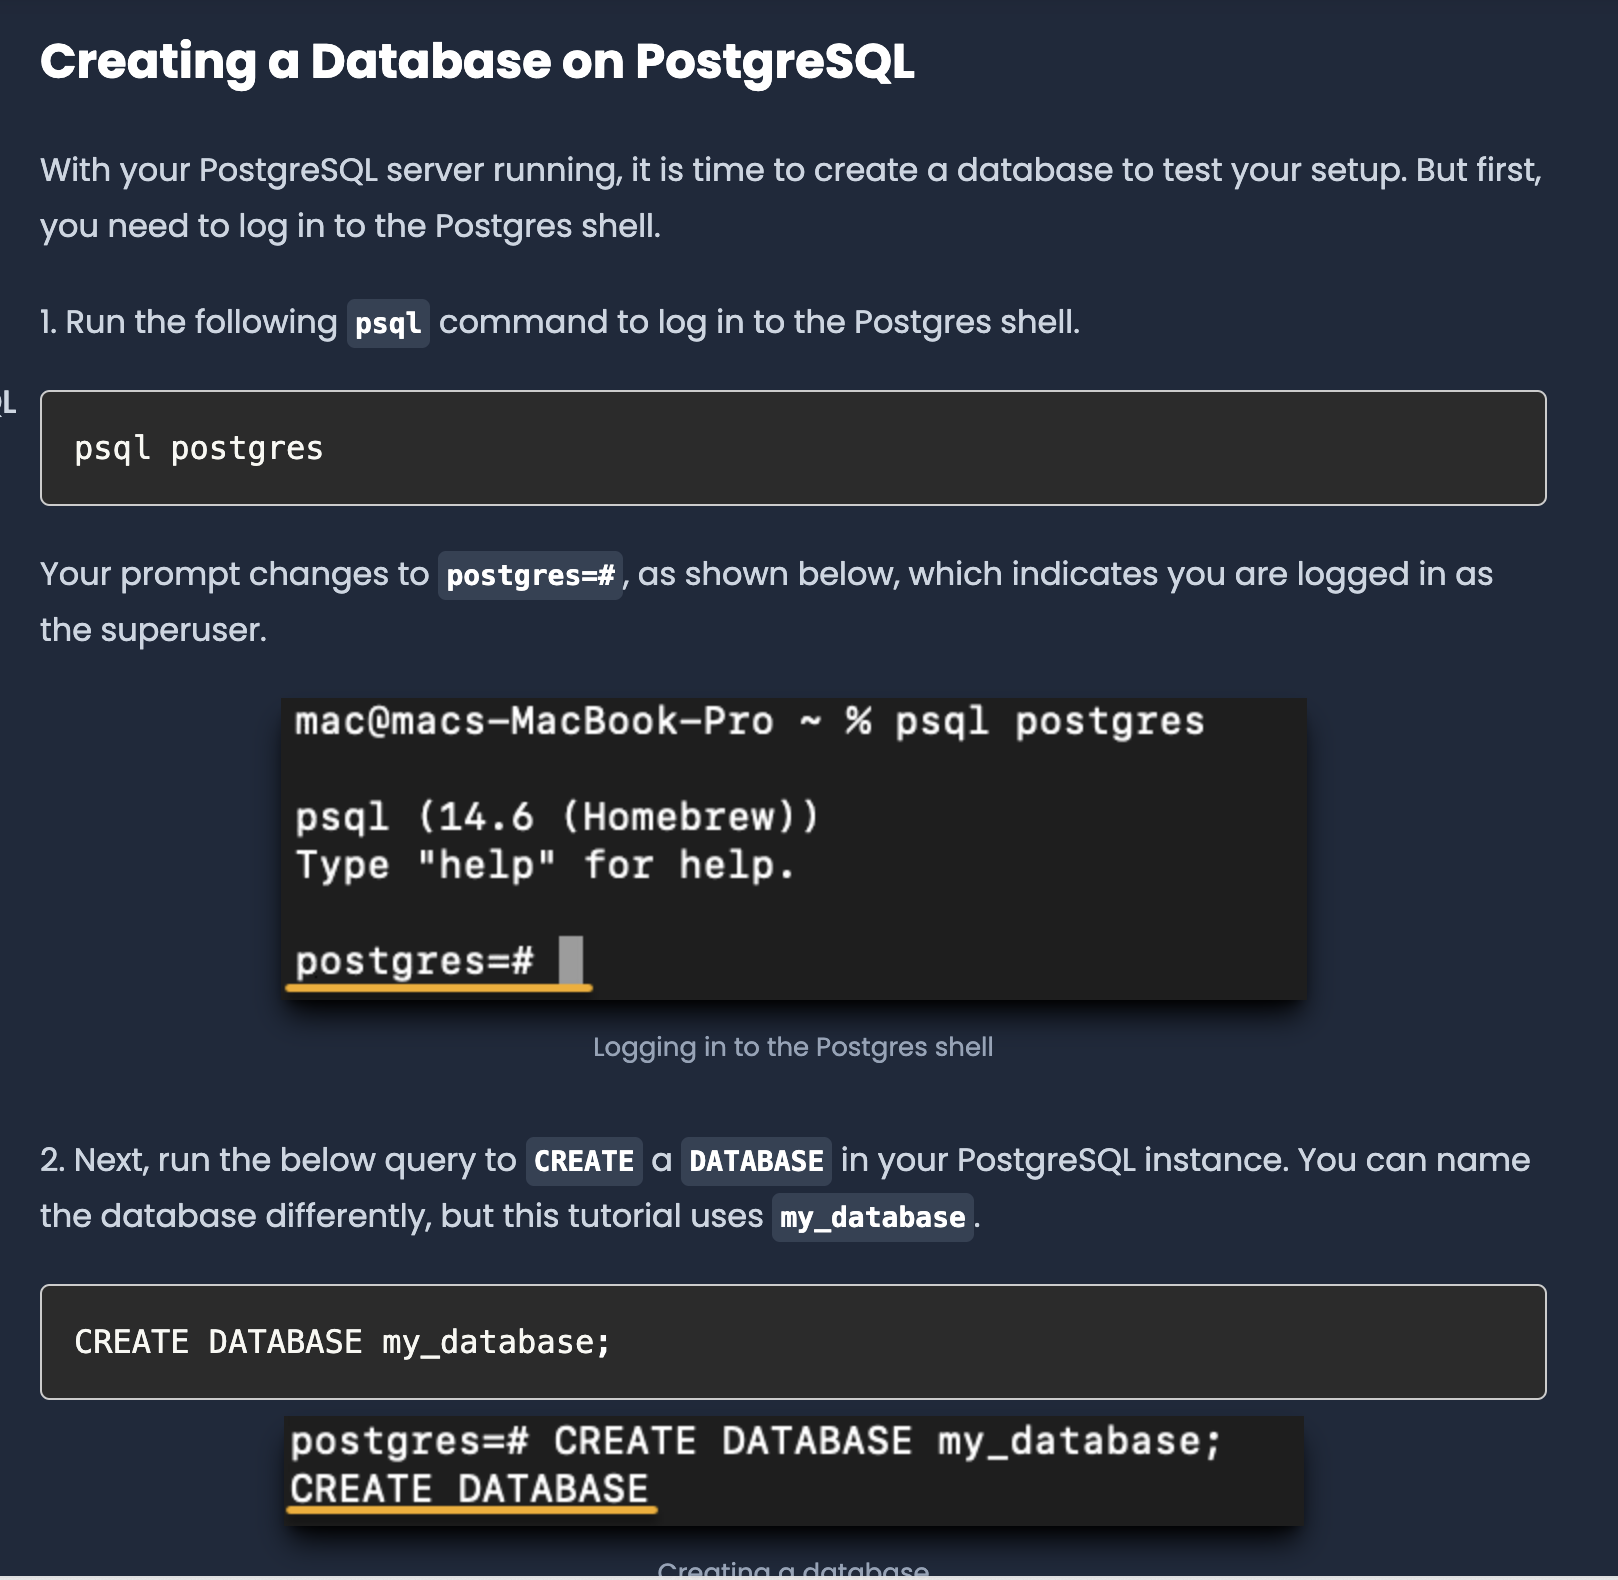 Creating a Database on PostgreSQL
With your PostgreSQL server running, it is time to create a database to test your setup. But first,
you need to log in to the Postgres shell.
1. Run the following psql command to log in to the Postgres shell.
QL
psql postgres
Your prompt changes to postgres=#, as shown below, which indicates you are logged in as
the superuser.
mac@macs-MacBook-Pro ~ % psql postgres
psql (14.6 (Homebrew))
Type "help" for help.
postgres=#
Logging in to the Postgres shell
2. Next, run the below query to CREATE a DATABASE in your PostgreSQL instance. You can name
the database differently, but this tutorial uses my_database.
CREATE DATABASE my_database;
postgres=# CREATE DATABASE my_database;
CREATE DATABASE
Creating a database